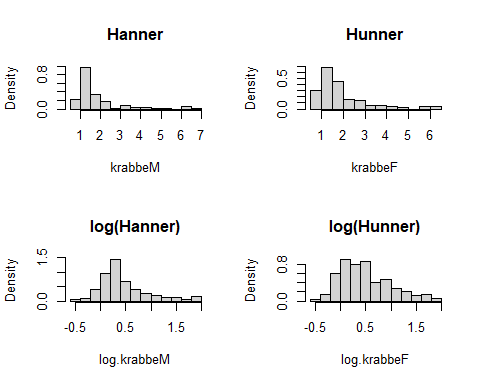 Hanner
Density
0.0 0.8
1 2 3 4 5 6 7
krabbeM
Hunner
Density
0.0 0.5
1 2 3 4 5 6
krabbeF
log(Hanner)
Density
0.0 1.5
-0.5 0.5 1.5
log.krabbeM
log(Hunner)
Density
0.0 0.8
-0.5 0.5 1.5
log.krabbeF